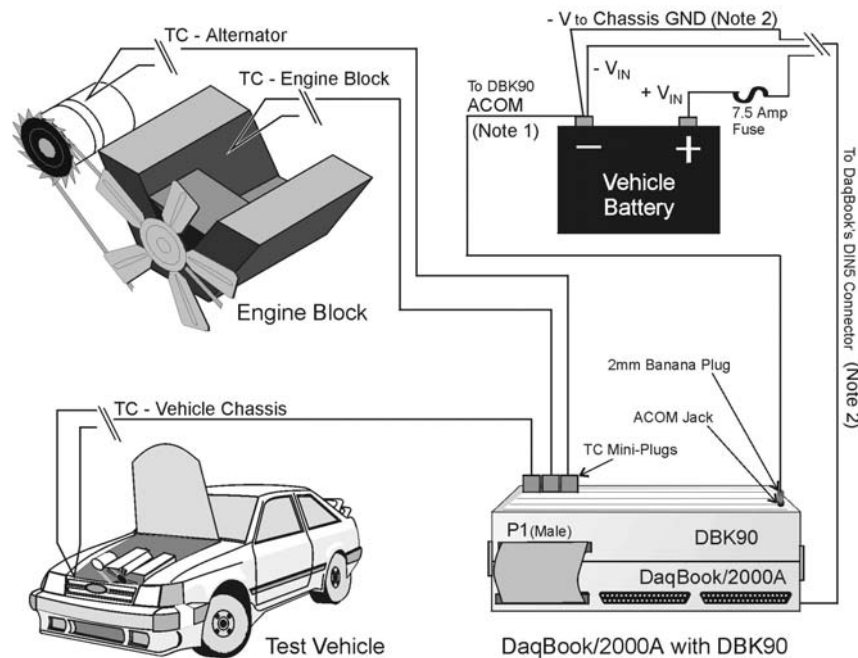 TC - Alternator
- V to Chassis GND (Note 2)
TC - Engine Block
- VIN
To DBK90
ACOM
(Note 1)
+ VIN
7.5 Amp
Fuse
− +
Vehicle
Battery
To DaqBook's DIN5 Connector (Note 2)
Engine Block
2mm Banana Plug
ACOM Jack
TC - Vehicle Chassis
TC Mini-Plugs
P1 (Male)
DBK90
DaqBook/2000A
Test Vehicle
DaqBook/2000A with DBK90